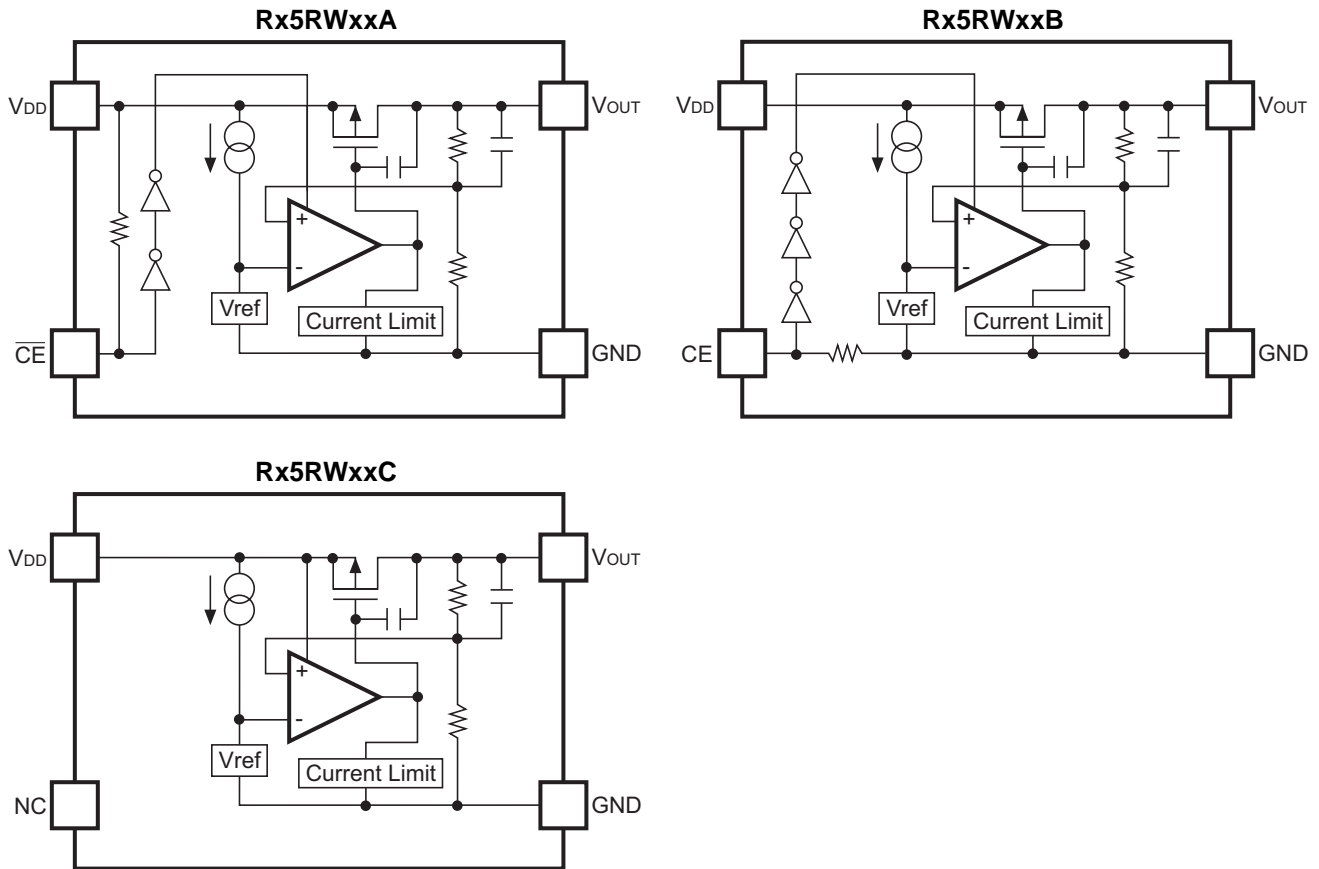 Rx5RWxxA
VDD
VOUT
+
-
Vref
Current Limit
CE
GND
Rx5RWxxB
VDD
VOUT
+
-
Vref
Current Limit
CE
GND
Rx5RWxxC
VDD
VOUT
+
-
Vref
Current Limit
NC
GND